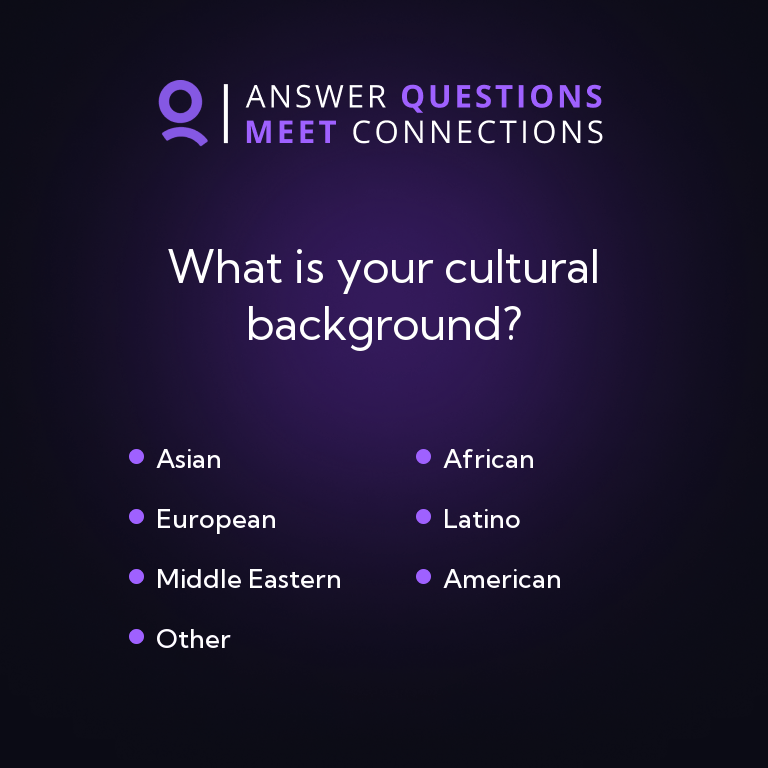 ANSWER QUESTIONS
MEET CONNECTIONS
What is your cultural
background?
Asian
African
European
Latino
Middle Eastern
American
Other